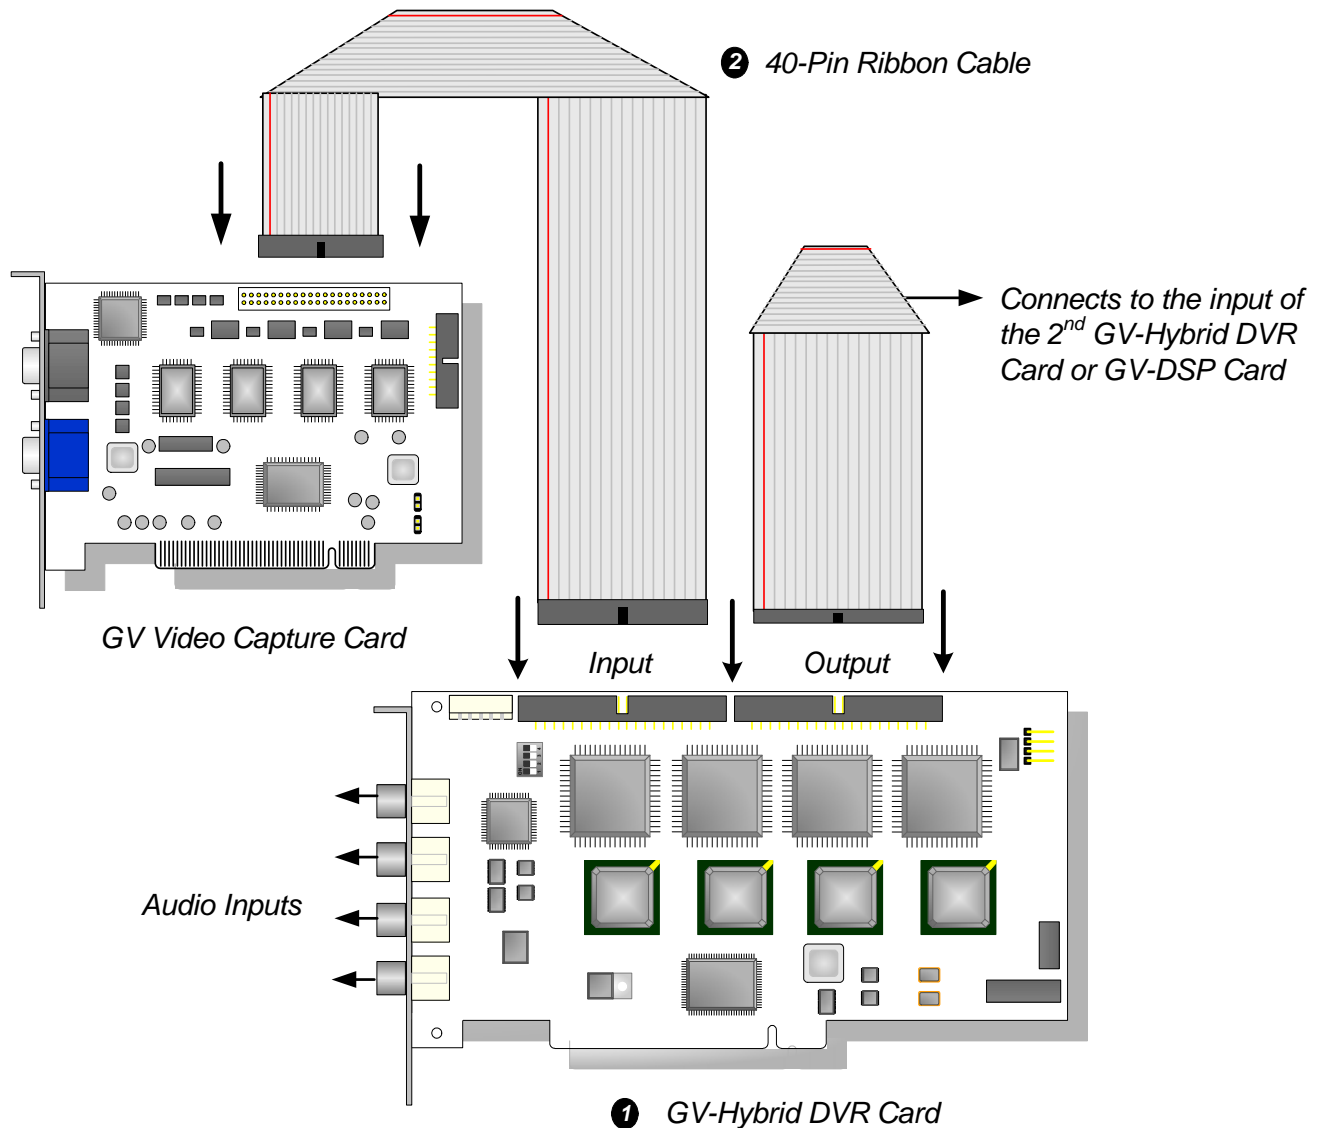 2 40-Pin Ribbon Cable
Connects to the input of
the 2nd GV-Hybrid DVR
Card or GV-DSP Card
GV Video Capture Card
Input
Output
Audio Inputs
1 GV-Hybrid DVR Card